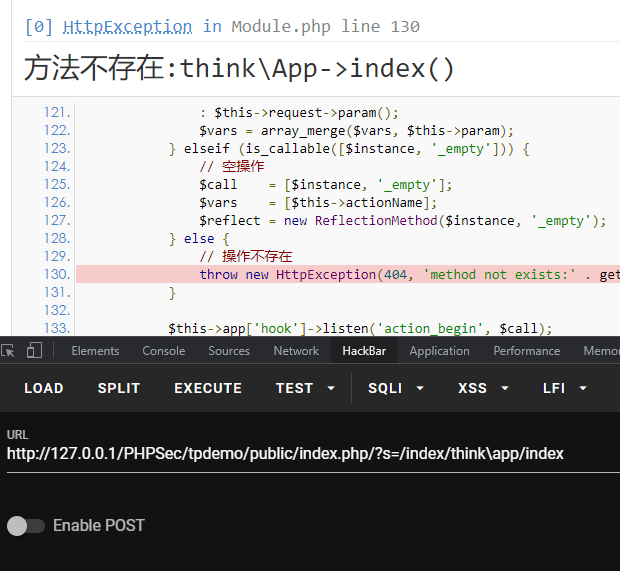 [0] HttpException in Module.php line 130
方法不存在:think\App->index()
121. : $this->request->param();
122. $vars = array_merge($vars, $this->param);
123. } elseif (is_callable([$instance, '_empty'])) {
124. // 空操作
125. $call = [$instance, '_empty'];
126. $vars = [$this->actionName];
127. $reflect = new ReflectionMethod($instance, '_empty');
128. } else {
129. // 操作不存在
130. throw new HttpException(404, 'method not exists:' . get
131. }
132.
133. $this->app['hook']->listen('action_begin', $call);
Elements Console Sources Network HackBar Application Performance Memor
LOAD SPLIT EXECUTE TEST SQLI XSS LFI
URL
http://127.0.0.1/PHPSec/tpdemo/public/index.php/?s=/index/think\app/index
Enable POST